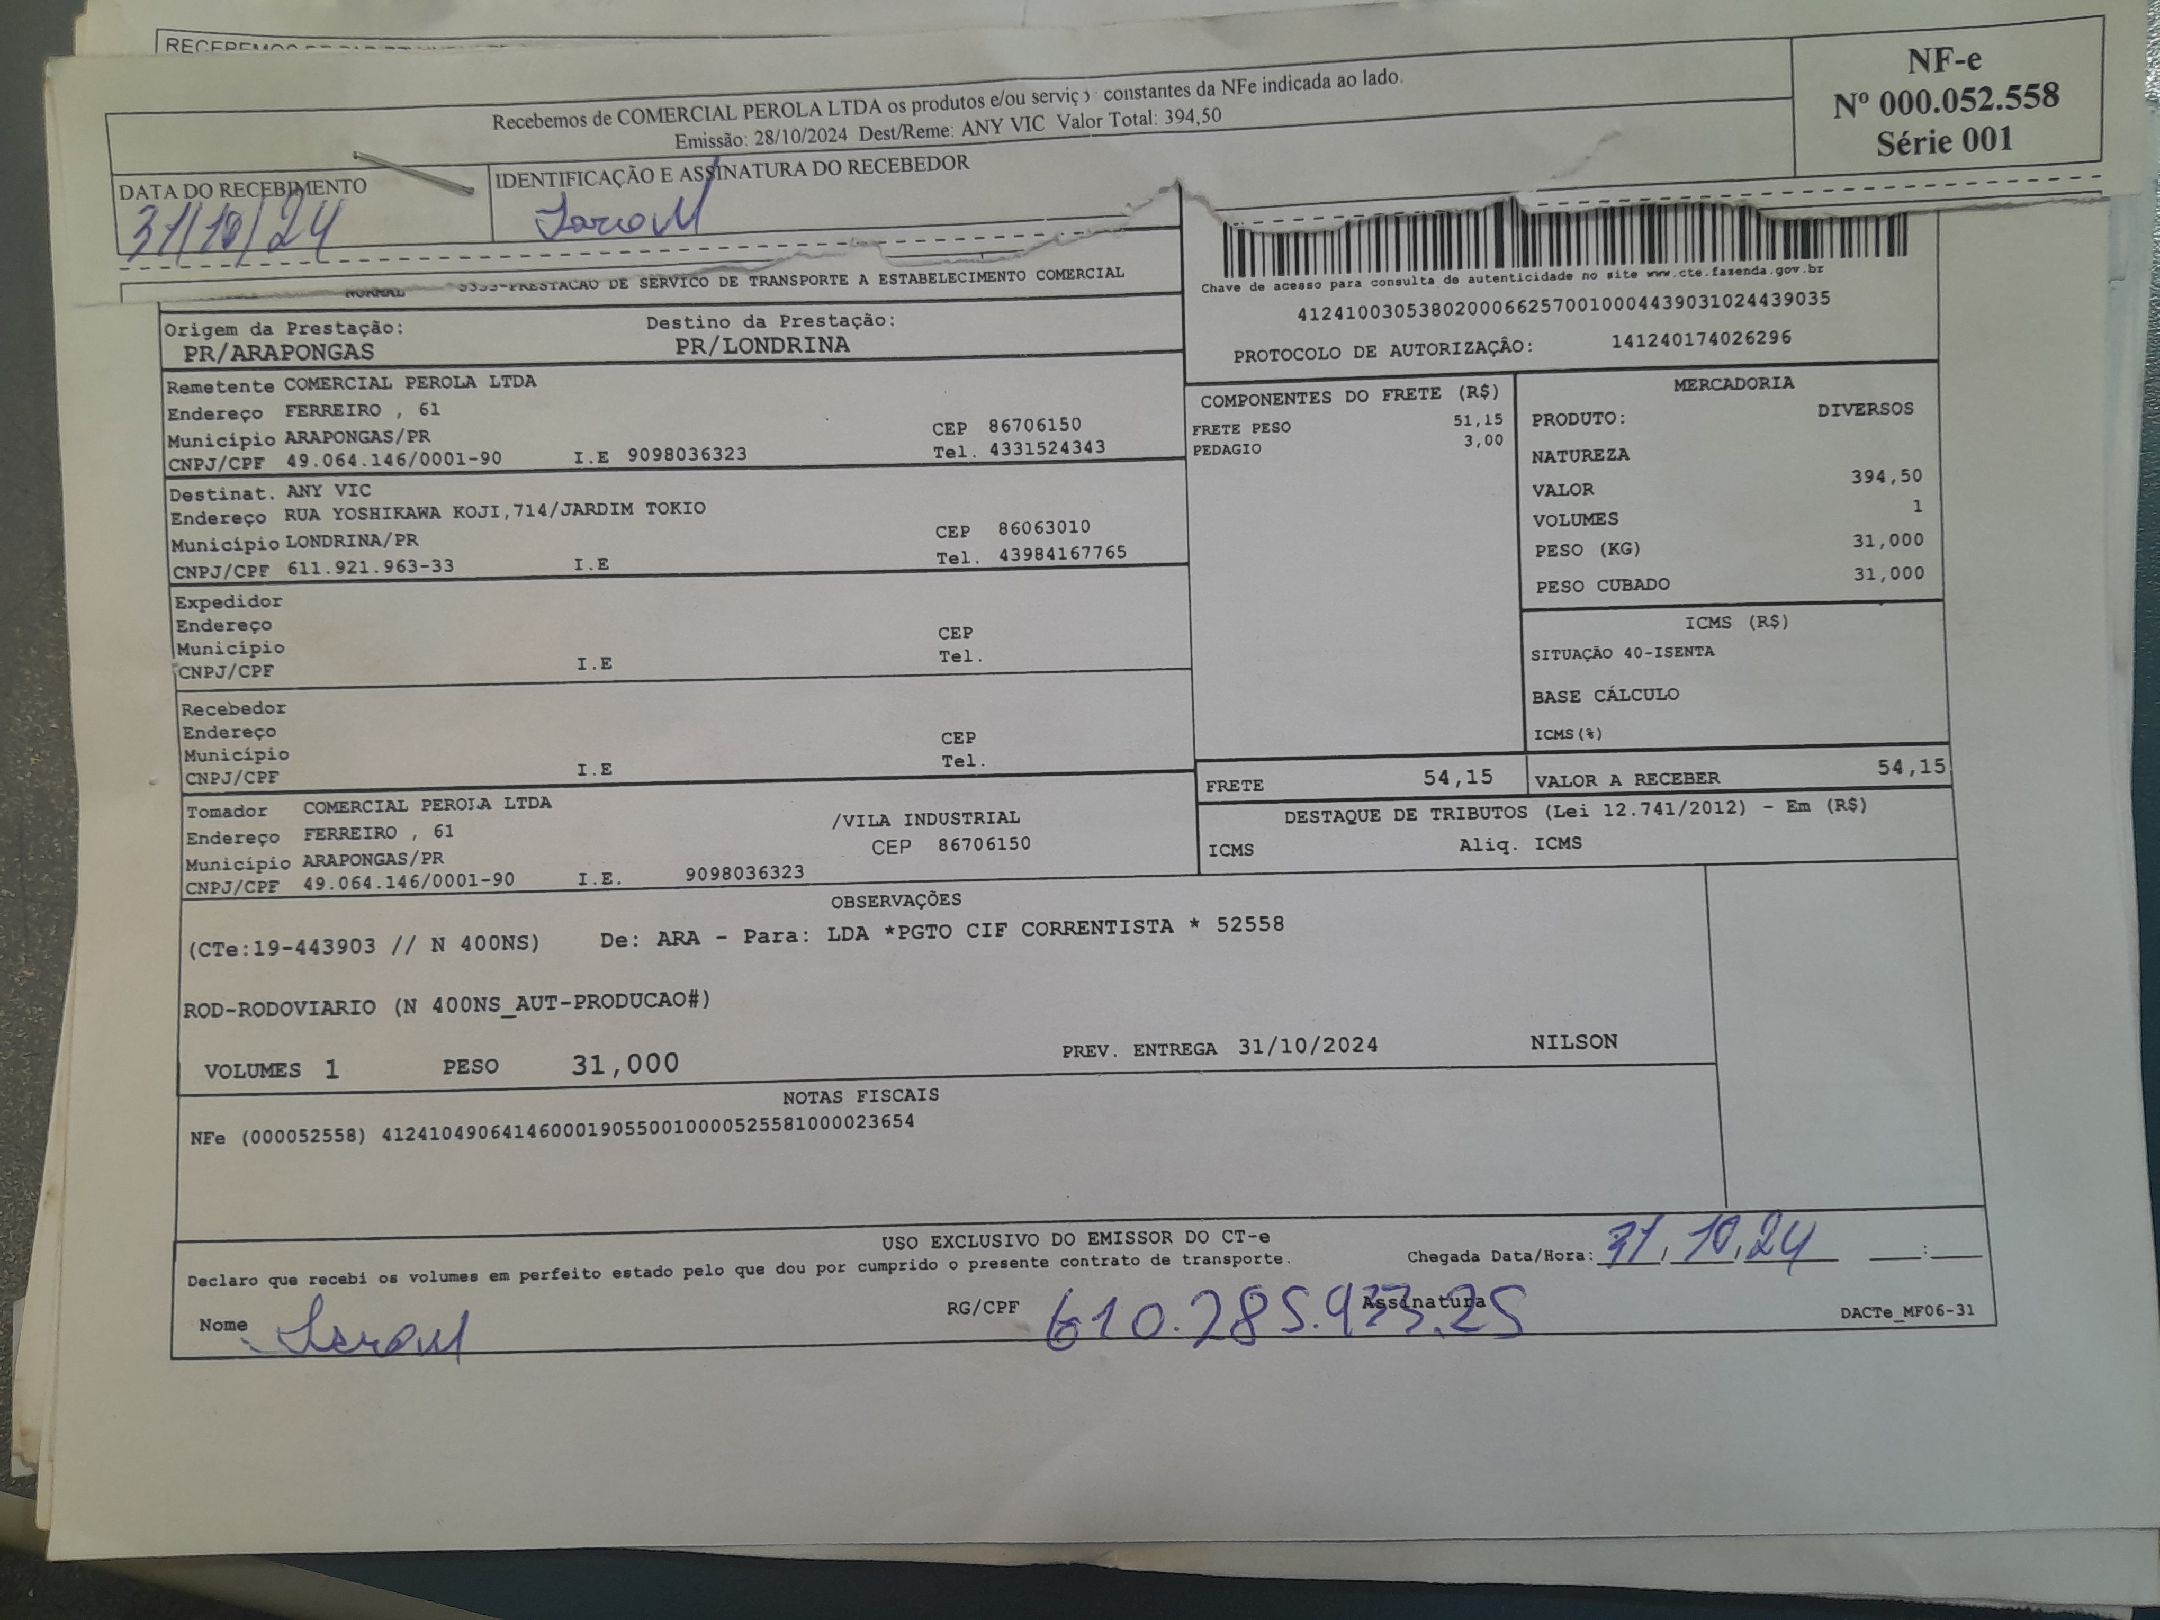 Recebemos de COMERCIAL PEROLA LTDA os produtos e/ou serviç constantes da NFe indicada ao lado.
Emissão: 28/10/2024 Dest/Reme: ANY VIC Valor Total: 394,50
NF-e
Nº 000.052.558
Série 001
DATA DO RECEBIMENTO
31/10/24
IDENTIFICAÇÃO E ASSINATURA DO RECEBEDOR
NORMAL 5353-PRESTACAO DE SERVICO DE TRANSPORTE A ESTABELECIMENTO COMERCIAL
Chave de acesso para consulta de autenticidade no site www.cte.fazenda.gov.br
41241003053802000662570010004439031024439035
PROTOCOLO DE AUTORIZAÇÃO: 141240174026296
Origem da Prestação: Destino da Prestação:
PR/ARAPONGAS PR/LONDRINA
Remetente COMERCIAL PEROLA LTDA
Endereço FERREIRO , 61
Município ARAPONGAS/PR CEP 86706150
CNPJ/CPF 49.064.146/0001-90 I.E 9098036323 Tel. 4331524343
Destinat. ANY VIC
Endereço RUA YOSHIKAWA KOJI,714/JARDIM TOKIO
Município LONDRINA/PR CEP 86063010
CNPJ/CPF 611.921.963-33 I.E Tel. 43984167765
Expedidor
Endereço
Município CEP
CNPJ/CPF I.E Tel.
Recebedor
Endereço
Município CEP
CNPJ/CPF I.E Tel.
Tomador COMERCIAL PEROLA LTDA
Endereço FERREIRO , 61 /VILA INDUSTRIAL
Município ARAPONGAS/PR CEP 86706150
CNPJ/CPF 49.064.146/0001-90 I.E. 9098036323
COMPONENTES DO FRETE (R$)
FRETE PESO 51,15
PEDAGIO 3,00
MERCADORIA
PRODUTO: DIVERSOS
NATUREZA
VALOR 394,50
VOLUMES 1
PESO (KG) 31,000
PESO CUBADO 31,000
ICMS (R$)
SITUAÇÃO 40-ISENTA
BASE CÁLCULO
ICMS(%)
FRETE 54,15 VALOR A RECEBER 54,15
DESTAQUE DE TRIBUTOS (Lei 12.741/2012) - Em (R$)
ICMS Aliq. ICMS
OBSERVAÇÕES
(CTe:19-443903 // N 400NS) De: ARA - Para: LDA *PGTO CIF CORRENTISTA * 52558
ROD-RODOVIARIO (N 400NS_AUT-PRODUCAO#)
VOLUMES 1 PESO 31,000 PREV. ENTREGA 31/10/2024 NILSON
NOTAS FISCAIS
NFe (000052558) 41241049064146000190550010000525581000023654
USO EXCLUSIVO DO EMISSOR DO CT-e
Declaro que recebi os volumes em perfeito estado pelo que dou por cumprido o presente contrato de transporte.
Chegada Data/Hora: 31,10,24 :
Nome RG/CPF 610.285.933.25 Assinatura
DACTe_MF06-31